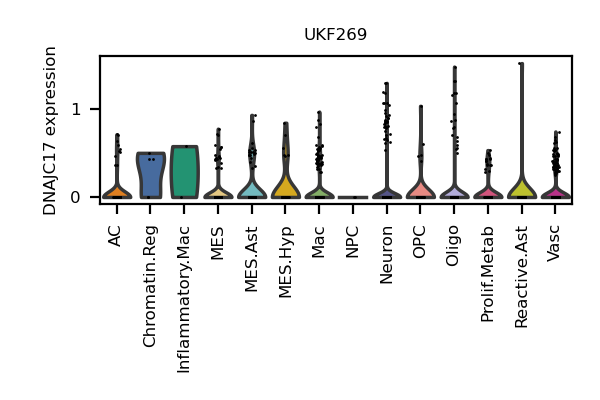 UKF269
DNAJC17 expression
1
0
AC
Chromatin.Reg
Inflammatory.Mac
MES
MES.Ast
MES.Hyp
Mac
NPC
Neuron
OPC
Oligo
Prolif.Metab
Reactive.Ast
Vasc